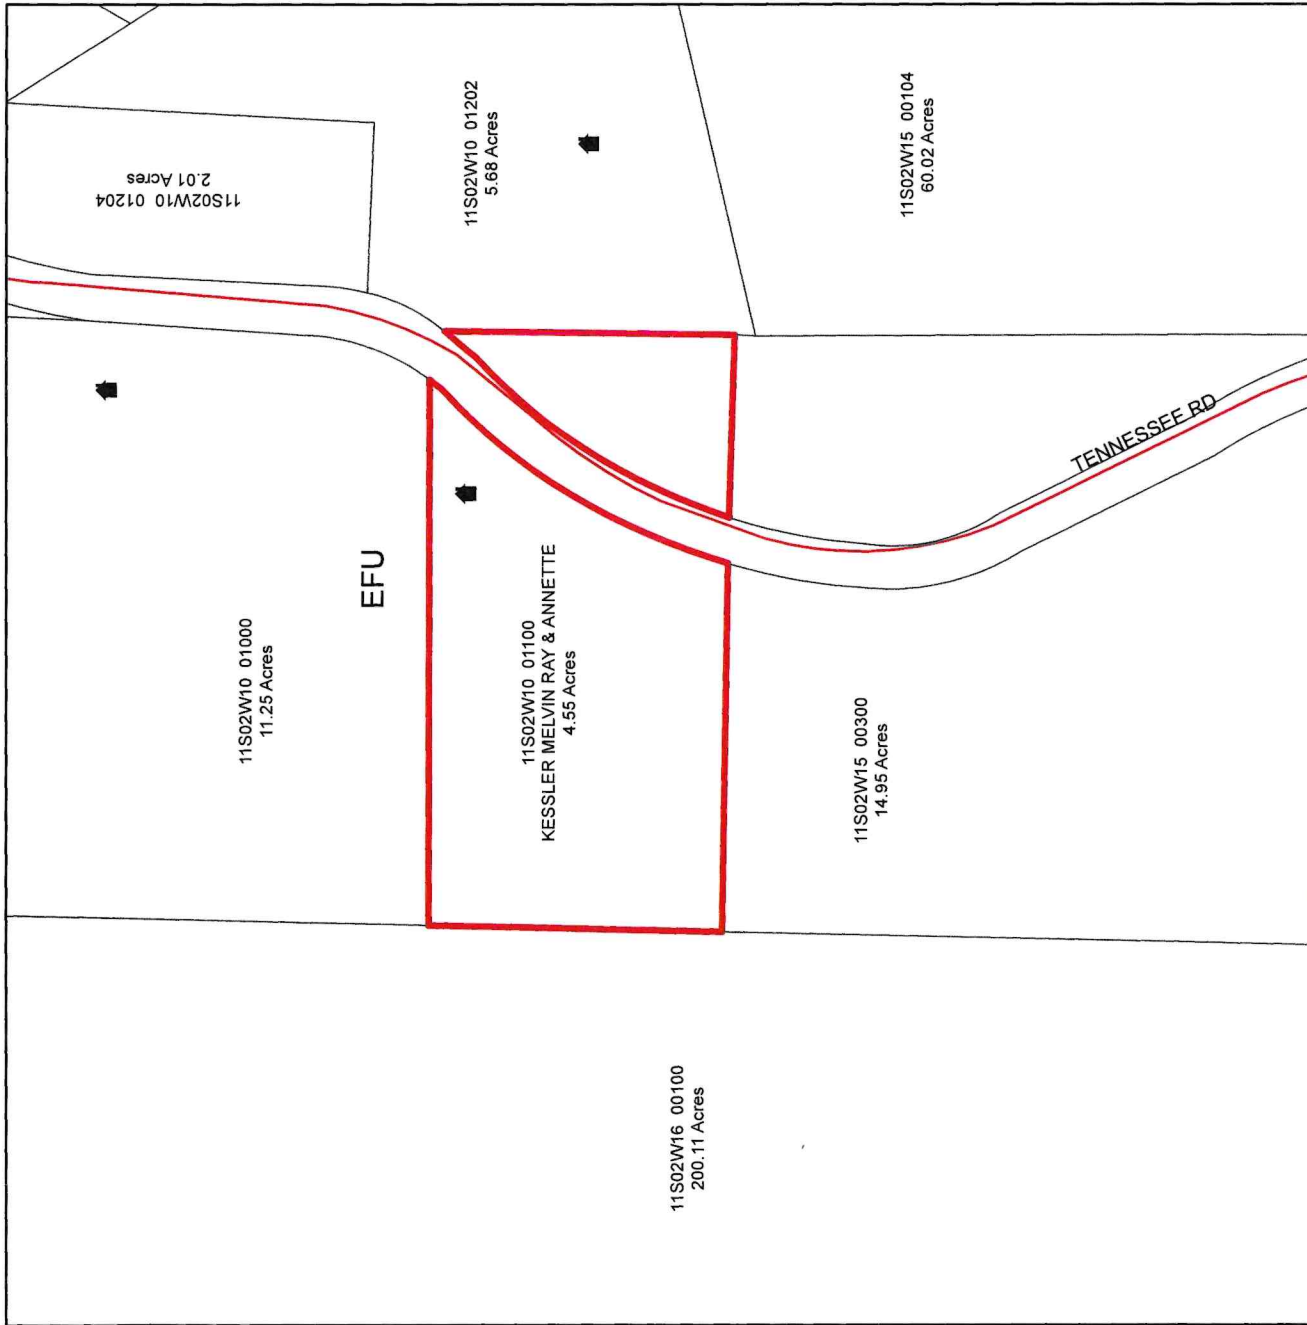 11S02W10 01204
2.01 Acres
11S02W10 01202
5.68 Acres
11S02W15 00104
60.02 Acres
TENNESSEE RD
EFU
11S02W10 01000
11.25 Acres
11S02W10 01100
KESSLER MELVIN RAY & ANNETTE
4.55 Acres
11S02W15 00300
14.95 Acres
11S02W16 00100
200.11 Acres